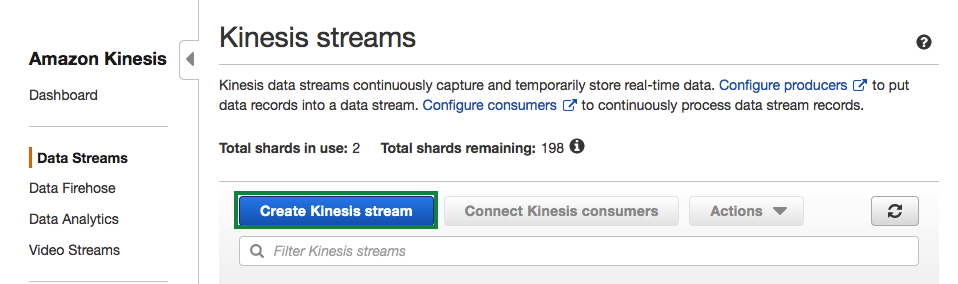 Amazon Kinesis
Dashboard
Data Streams
Data Firehose
Data Analytics
Video Streams
Kinesis streams
Kinesis data streams continuously capture and temporarily store real-time data. Configure producers to put
data records into a data stream. Configure consumers to continuously process data stream records.
Total shards in use: 2 Total shards remaining: 198
Create Kinesis stream Connect Kinesis consumers Actions
Filter Kinesis streams